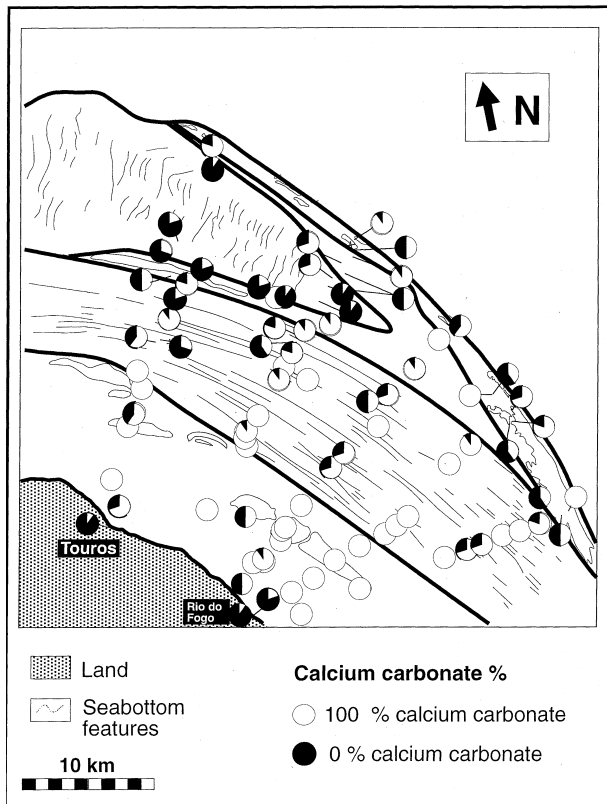 N
Touros
Rio do
Fogo
Land
Seabottom
features
10 km
Calcium carbonate %
100 % calcium carbonate
0 % calcium carbonate